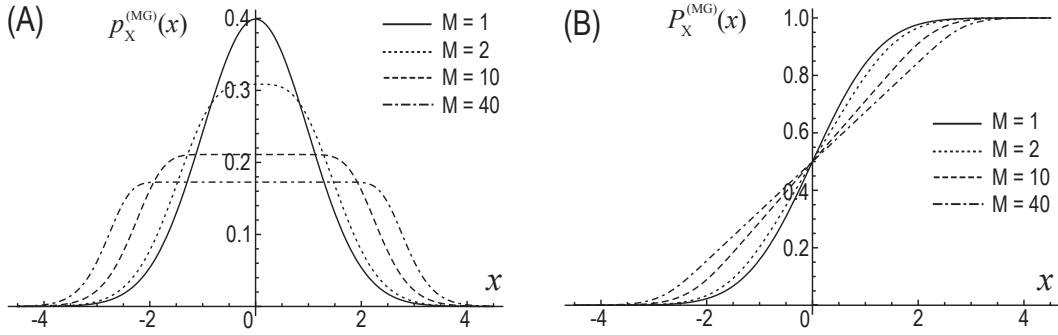 (A)
p_X^(MG)(x)
0.4
0.3
0.2
0.1
M = 1
M = 2
M = 10
M = 40
-4
-2
0
2
4
x
(B)
P_X^(MG)(x)
1.0
0.8
0.6
0.4
0.2
M = 1
M = 2
M = 10
M = 40
-4
-2
0
2
4
x